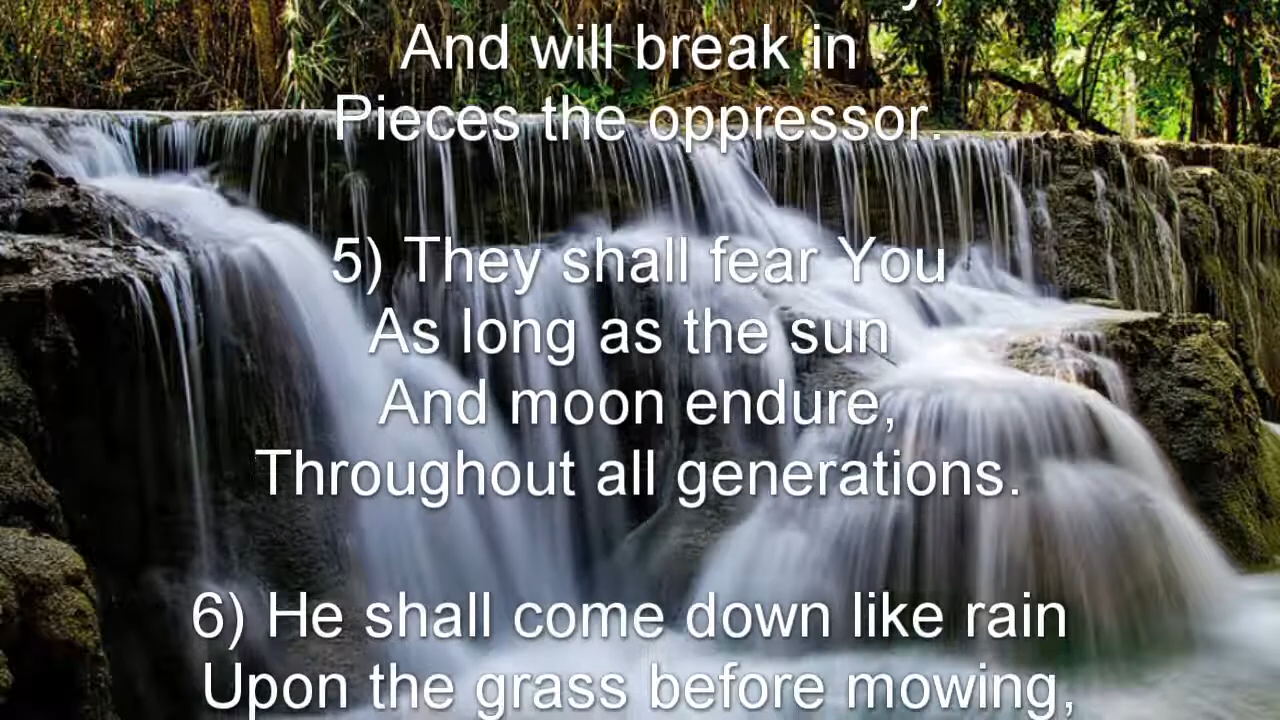 And will break in
Pieces the oppressor.
5) They shall fear You
As long as the sun
And moon endure,
Throughout all generations.
6) He shall come down like rain
Upon the grass before mowing,